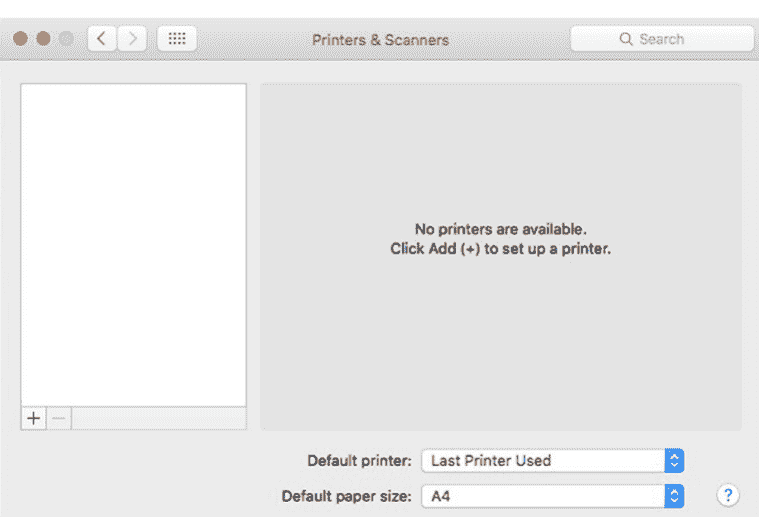 Printers & Scanners
Search
No printers are available.
Click Add (+) to set up a printer.
+ −
Default printer: Last Printer Used
Default paper size: A4
?